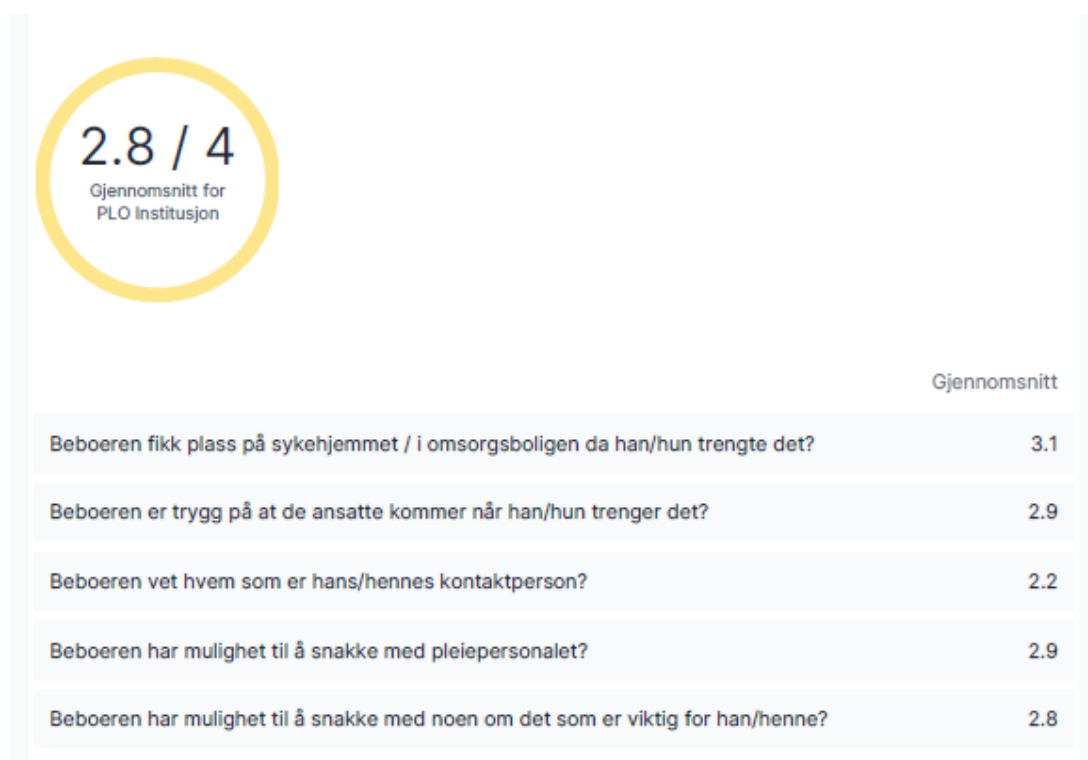 2.8 / 4
Gjennomsnitt for
PLO Institusjon
Gjennomsnitt
Beboeren fikk plass på sykehjemmet / i omsorgsboligen da han/hun trengte det? 3.1
Beboeren er trygg på at de ansatte kommer når han/hun trenger det? 2.9
Beboeren vet hvem som er hans/hennes kontaktperson? 2.2
Beboeren har mulighet til å snakke med pleiepersonalet? 2.9
Beboeren har mulighet til å snakke med noen om det som er viktig for han/henne? 2.8